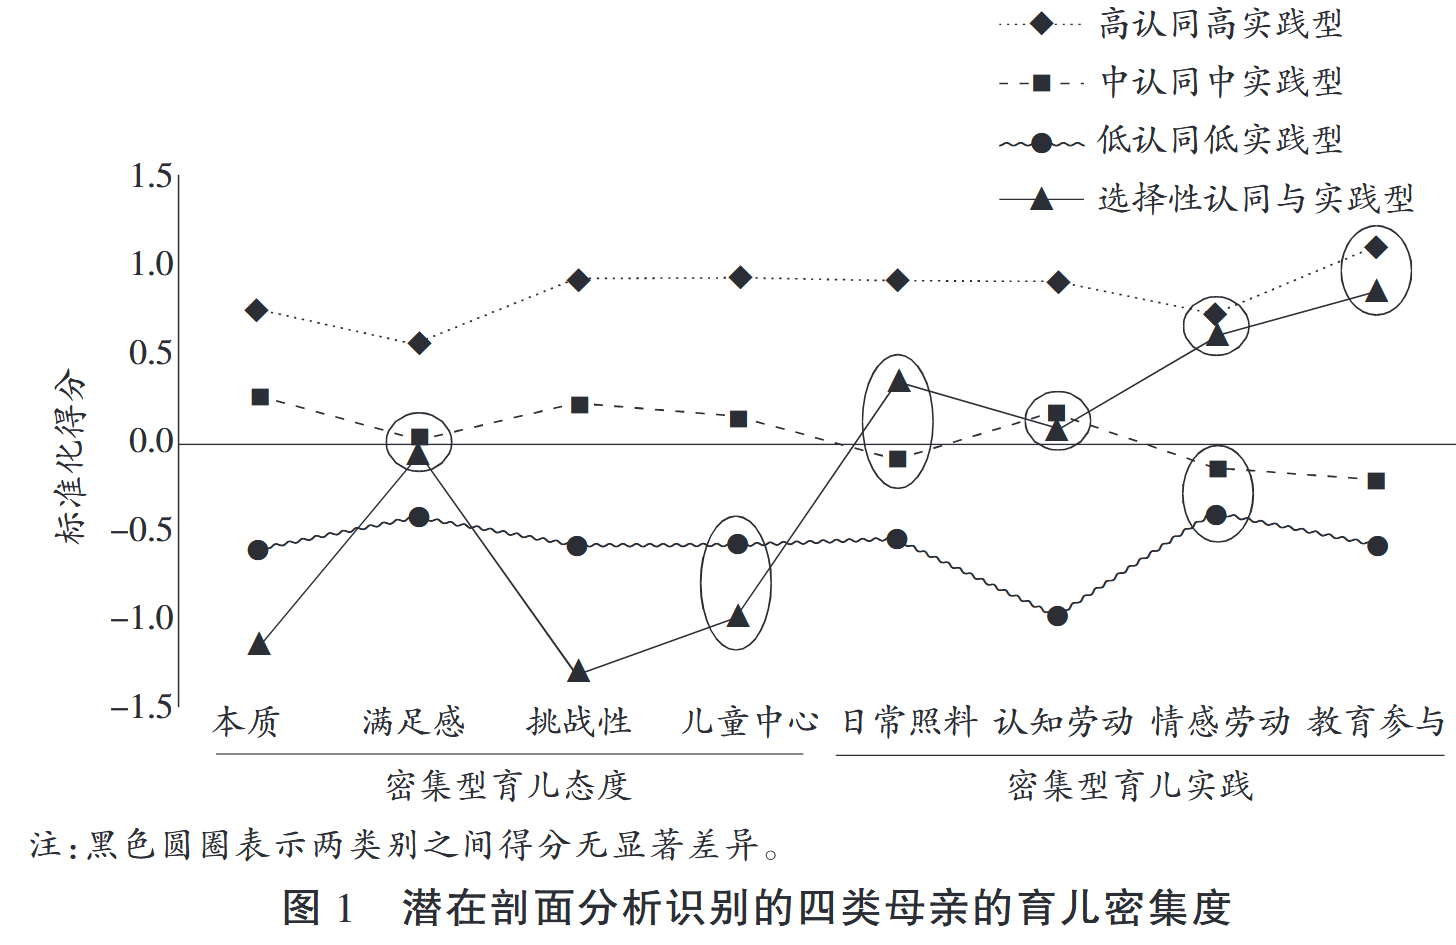 高认同高实践型
中认同中实践型
低认同低实践型
选择性认同与实践型
1.5
1.0
0.5
0.0
−0.5
−1.0
−1.5
标准化得分
本质 满足感 挑战性 儿童中心 日常照料 认知劳动 情感劳动 教育参与
密集型育儿态度 密集型育儿实践
注:黑色圆圈表示两类别之间得分无显著差异。
图 1 潜在剖面分析识别的四类母亲的育儿密集度